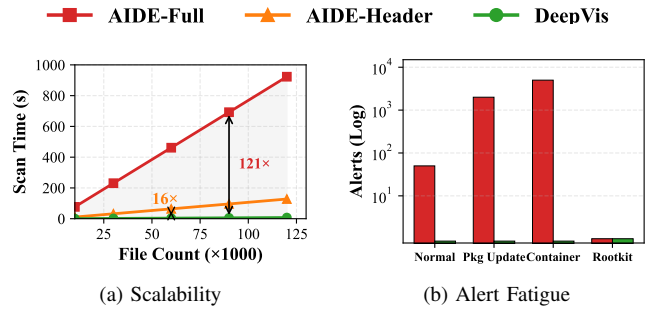 AIDE-Full AIDE-Header DeepVis
Scan Time (s)
1000
800
600
400
200
0
121×
16×
25 50 75 100 125
File Count (×1000)
(a) Scalability
Alerts (Log)
10^4
10^3
10^2
10^1
Normal Pkg Update Container Rootkit
(b) Alert Fatigue